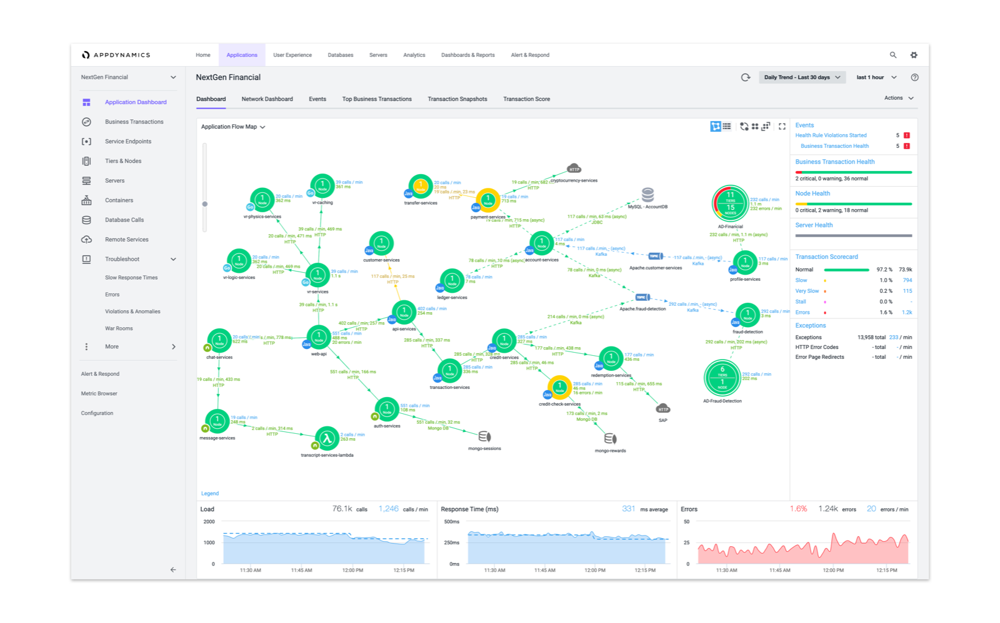 APPDYNAMICS
Home
Applications
User Experience
Databases
Servers
Analytics
Dashboards & Reports
Alert & Respond
NextGen Financial
Application Dashboard
Business Transactions
Service Endpoints
Tiers & Nodes
Servers
Containers
Database Calls
Remote Services
Troubleshoot
Slow Response Times
Errors
Violations & Anomalies
War Rooms
More
Alert & Respond
Metric Browser
Configuration
NextGen Financial
Daily Trend - Last 30 days
last 1 hour
Dashboard
Network Dashboard
Events
Top Business Transactions
Transaction Snapshots
Transaction Score
Actions
Application Flow Map
HTTP
cryptocurrency-services
19 calls / min, 682
HTTP
1
Node
Go
39 calls / min
361 ms
vr-caching
1
Node
Go
20 calls / min
362 ms
vr-physics-services
1
Node
Java
20 calls / min
20 ms
19 calls / min, 23 ms
HTTP
transfer-services
1
Node
Java
19 calls / min
713 ms
payment-services
calls / min, 715 ms (async)
HTTP
MySQL - AccountDB
117 calls / min, 63 ms (async)
JDBC
11
TIERS
15
NODES
232 calls / min
1.1 m
232 errors / min
AD-Financial
232 calls / min, 1.1 m (async)
HTTP
39 calls / min, 469 ms
HTTP
20 calls / min, 471 ms
HTTP
1
Node
Java
customer-services
1
Node
Java
117 calls / min
4 ms
account-services
117 calls / min, - (async)
Kafka
TOPIC
Apache.customer-services
117 calls / min, - (async)
Kafka
1
Node
Java
117 calls / min
3 ms
profile-services
1
Node
Go
20 calls / min
362 ms
vr-logic-services
20 calls / min, 469 ms
HTTP
1
Node
Go
39 calls / min
1.1 s
vr-services
117 calls / min, 25 ms
HTTP
78 calls / min, 10 ms (async)
HTTP
78 calls / min, 0 ms (async)
Kafka
1
Node
Java
78 calls / min
7 ms
ledger-services
TOPIC
Apache.fraud-detection
292 calls / min, - (async)
Kafka
1
Node
Java
292 calls / min
3 ms
fraud-detection
39 calls / min, 1.1 s
HTTP
1
Node
Java
402 calls / min
254 ms
api-services
402 calls / min, 257 ms
HTTP
214 calls / min, 0 ms (async)
Kafka
1
Node
20 calls / min
622 ms
chat-services
778 ms
HTTP
1
Node
Java
551 calls / min
488 ms
20 errors / min
web-api
285 calls / min, 337 ms
HTTP
1
Node
Java
285 calls / min
327 ms
credit-services
285 calls / min, 328 ms
HTTP
177 calls / min, 438 ms
HTTP
285 calls / min, 46 ms
HTTP
1
Node
Java
177 calls / min
436 ms
redemption-services
292 calls / min, 202 ms (async)
HTTP
6
TIERS
1
NODE
292 calls / min
202 ms
AD-Fraud-Detection
551 calls / min, 166 ms
HTTP
1
Node
Java
285 calls / min
336 ms
transaction-services
19 calls / min, 433 ms
HTTP
1
Node
Java
285 calls / min
46 ms
16 errors / min
credit-check-services
115 calls / min, 655 ms
HTTP
HTTP
SAP
1
Node
551 calls / min
108 ms
auth-services
551 calls / min, 32 ms
Mongo DB
mongo-sessions
173 calls / min, 2 ms
Mongo DB
mongo-rewards
1
Node
19 calls / min
248 ms
message-services
2 calls / min, 314 ms
HTTP
λ
2 calls / min
263 ms
transcript-services-lambda
Legend
Events
Health Rule Violations Started 5 !
Business Transaction Health 5 !
Business Transaction Health
2 critical, 0 warning, 36 normal
Node Health
0 critical, 2 warning, 18 normal
Server Health
Transaction Scorecard
Normal 97.2 % 73.9k
Slow 1.0 % 794
Very Slow 0.2 % 115
Stall 0.0 % -
Errors 1.6 % 1.2k
Exceptions
Exceptions 13,958 total 233 / min
HTTP Error Codes - total - / min
Error Page Redirects - total - / min
Load 76.1k calls 1,246 calls / min
2000
1000
0
11:30 AM 11:45 AM 12:00 PM 12:15 PM
Response Time (ms) 331 ms average
500ms
250ms
0ms
11:30 AM 11:45 AM 12:00 PM 12:15 PM
Errors 1.6% 1.24k errors 20 errors / min
50
25
0
11:30 AM 11:45 AM 12:00 PM 12:15 PM